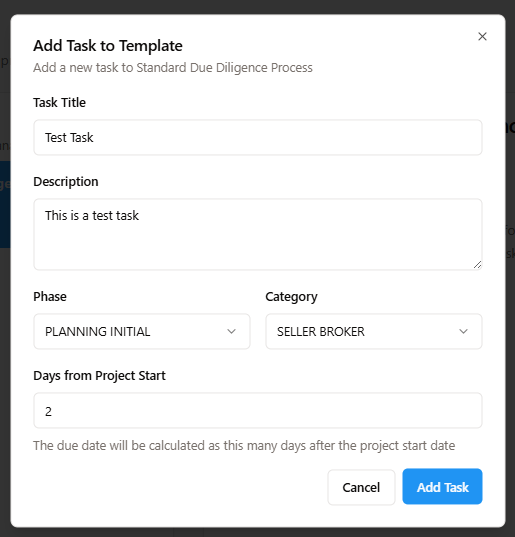 Add Task to Template
Add a new task to Standard Due Diligence Process
Task Title
Test Task
Description
This is a test task
Phase
Category
PLANNING INITIAL
SELLER BROKER
Days from Project Start
2
The due date will be calculated as this many days after the project start date
Cancel
Add Task